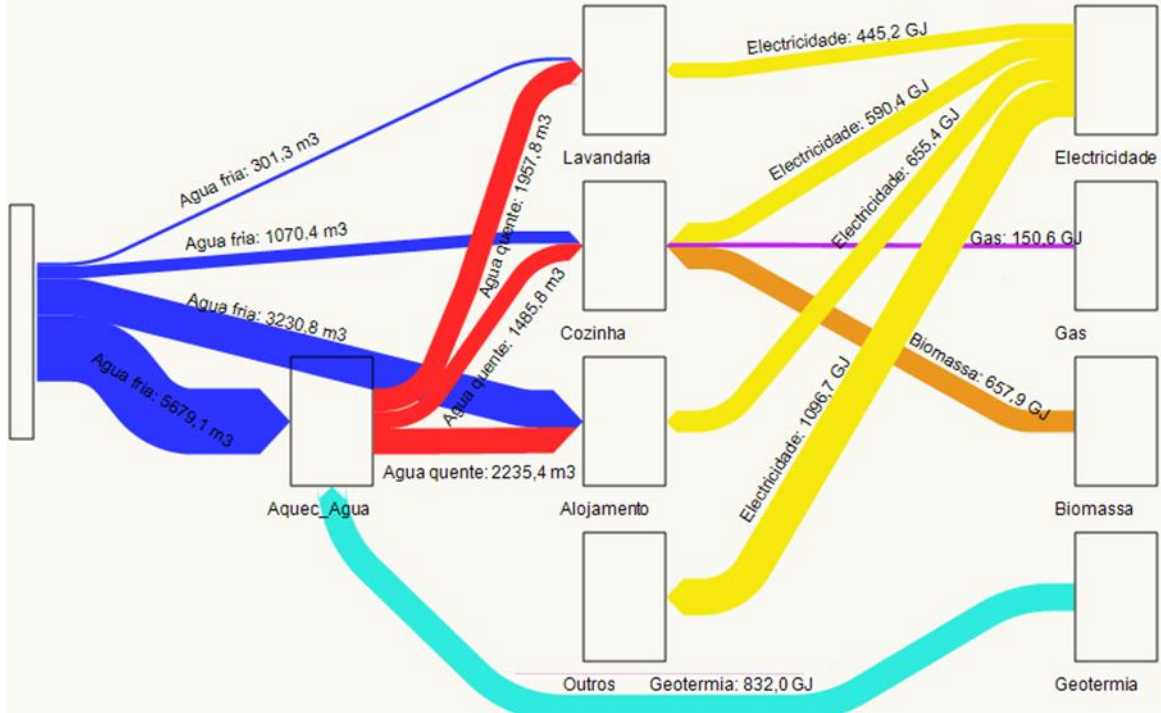 Agua fria: 301,3 m3
Agua fria: 1070,4 m3
Agua fria: 3230,8 m3
Agua fria: 5679,1 m3
Agua quente: 1957,8 m3
Agua quente: 1485,8 m3
Agua quente: 2235,4 m3
Aquec_Agua
Lavandaria
Cozinha
Alojamento
Outros
Electricidade: 445,2 GJ
Electricidade: 590,4 GJ
Electricidade: 655,4 GJ
Electricidade: 1096,7 GJ
Gas: 150,6 GJ
Biomassa: 657,9 GJ
Geotermia: 832,0 GJ
Electricidade
Gas
Biomassa
Geotermia